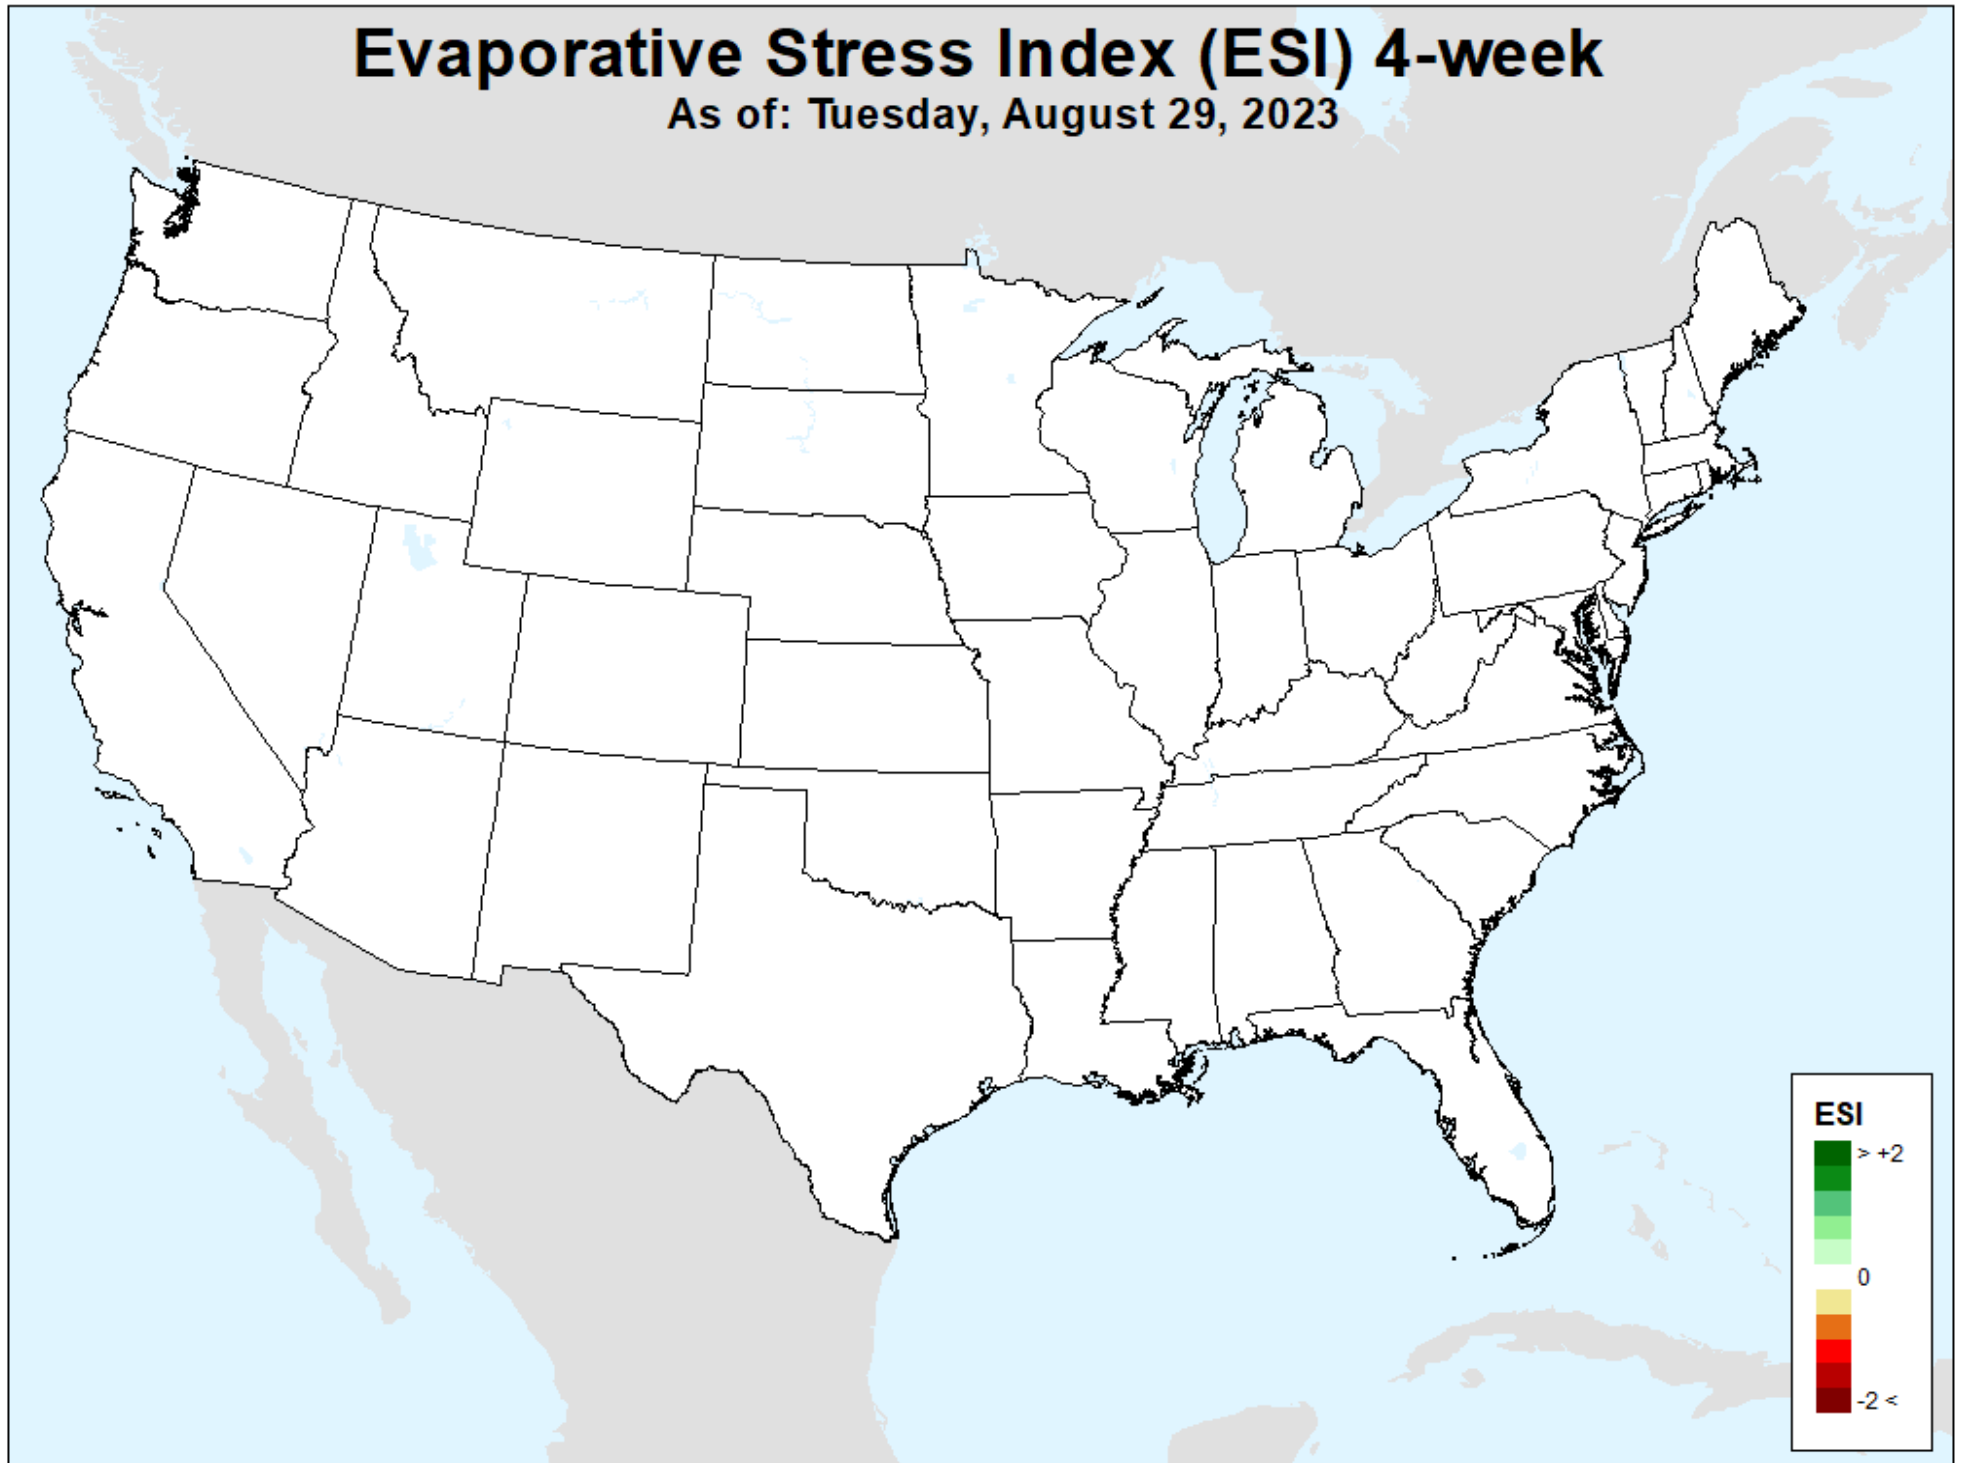 Evaporative Stress Index (ESI) 4-week
As of: Tuesday, August 29, 2023
ESI
> +2
0
-2 <